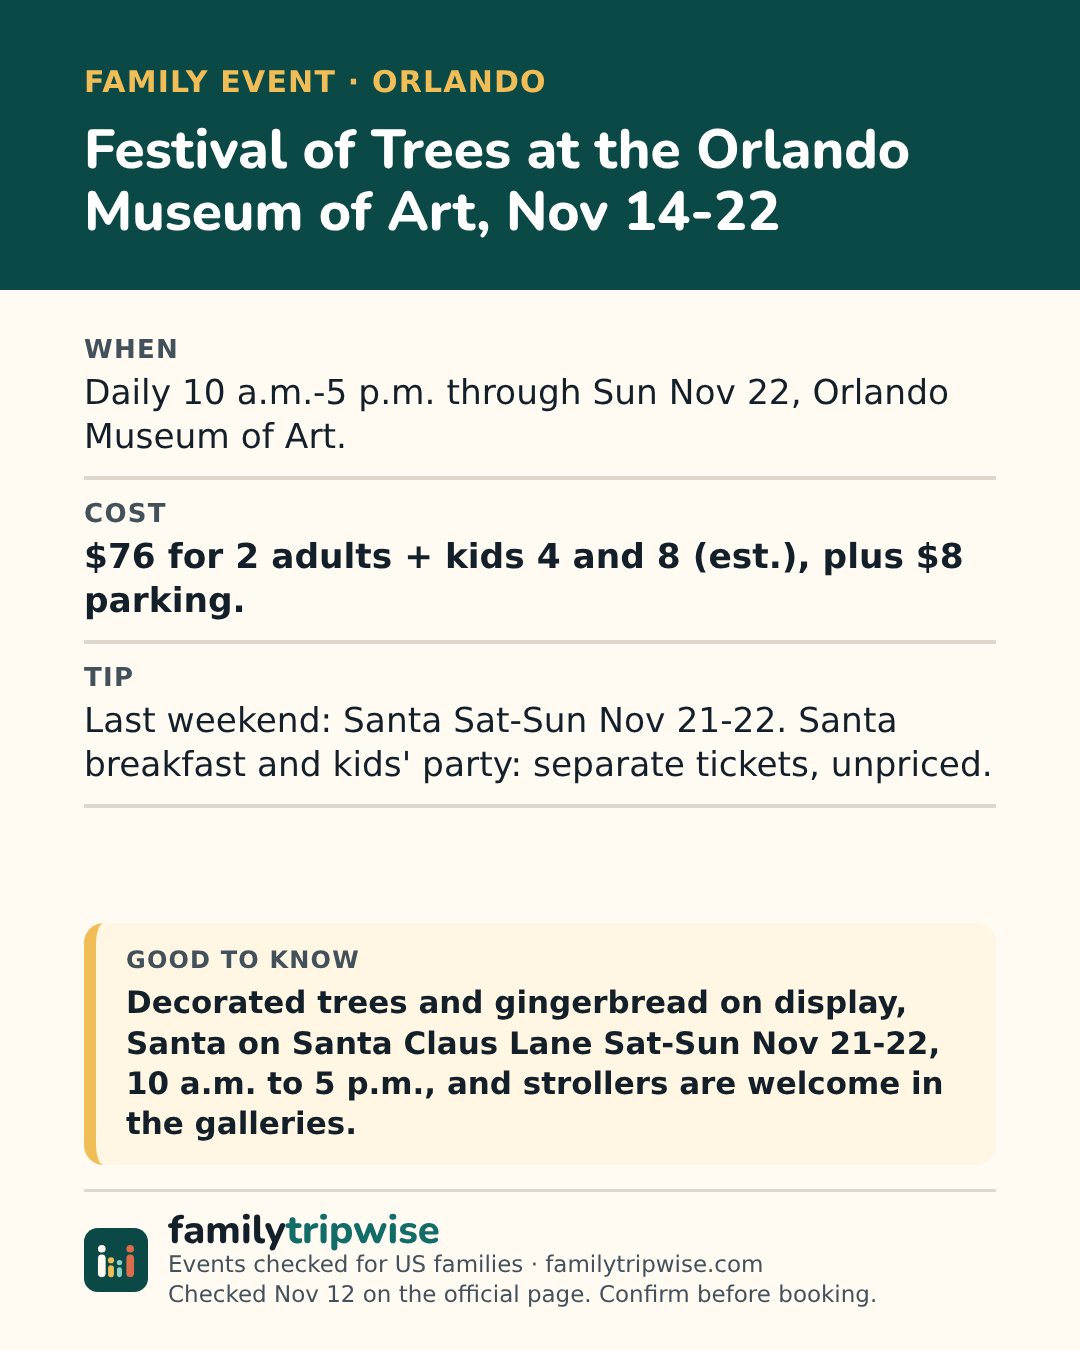 FAMILY EVENT · ORLANDO
Festival of Trees at the Orlando
Museum of Art, Nov 14-22
WHEN
Daily 10 a.m.-5 p.m. through Sun Nov 22, Orlando
Museum of Art.
COST
$76 for 2 adults + kids 4 and 8 (est.), plus $8
parking.
TIP
Last weekend: Santa Sat-Sun Nov 21-22. Santa
breakfast and kids' party: separate tickets, unpriced.
GOOD TO KNOW
Decorated trees and gingerbread on display,
Santa on Santa Claus Lane Sat-Sun Nov 21-22,
10 a.m. to 5 p.m., and strollers are welcome in
the galleries.
familytripwise
Events checked for US families · familytripwise.com
Checked Nov 12 on the official page. Confirm before booking.